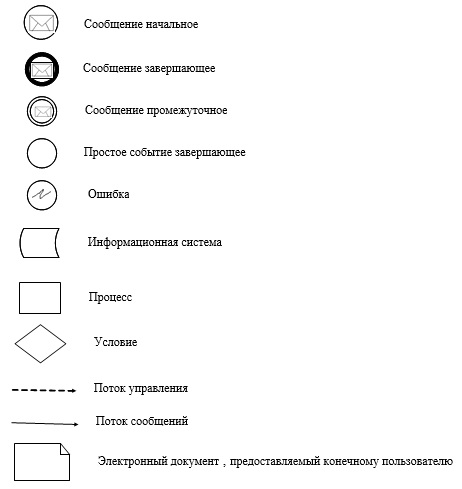 Сообщение начальное
Сообщение завершающее
Сообщение промежуточное
Простое событие завершающее
Ошибка
Информационная система
Процесс
Условие
Поток управления
Поток сообщений
Электронный документ , предоставляемый конечному пользователю